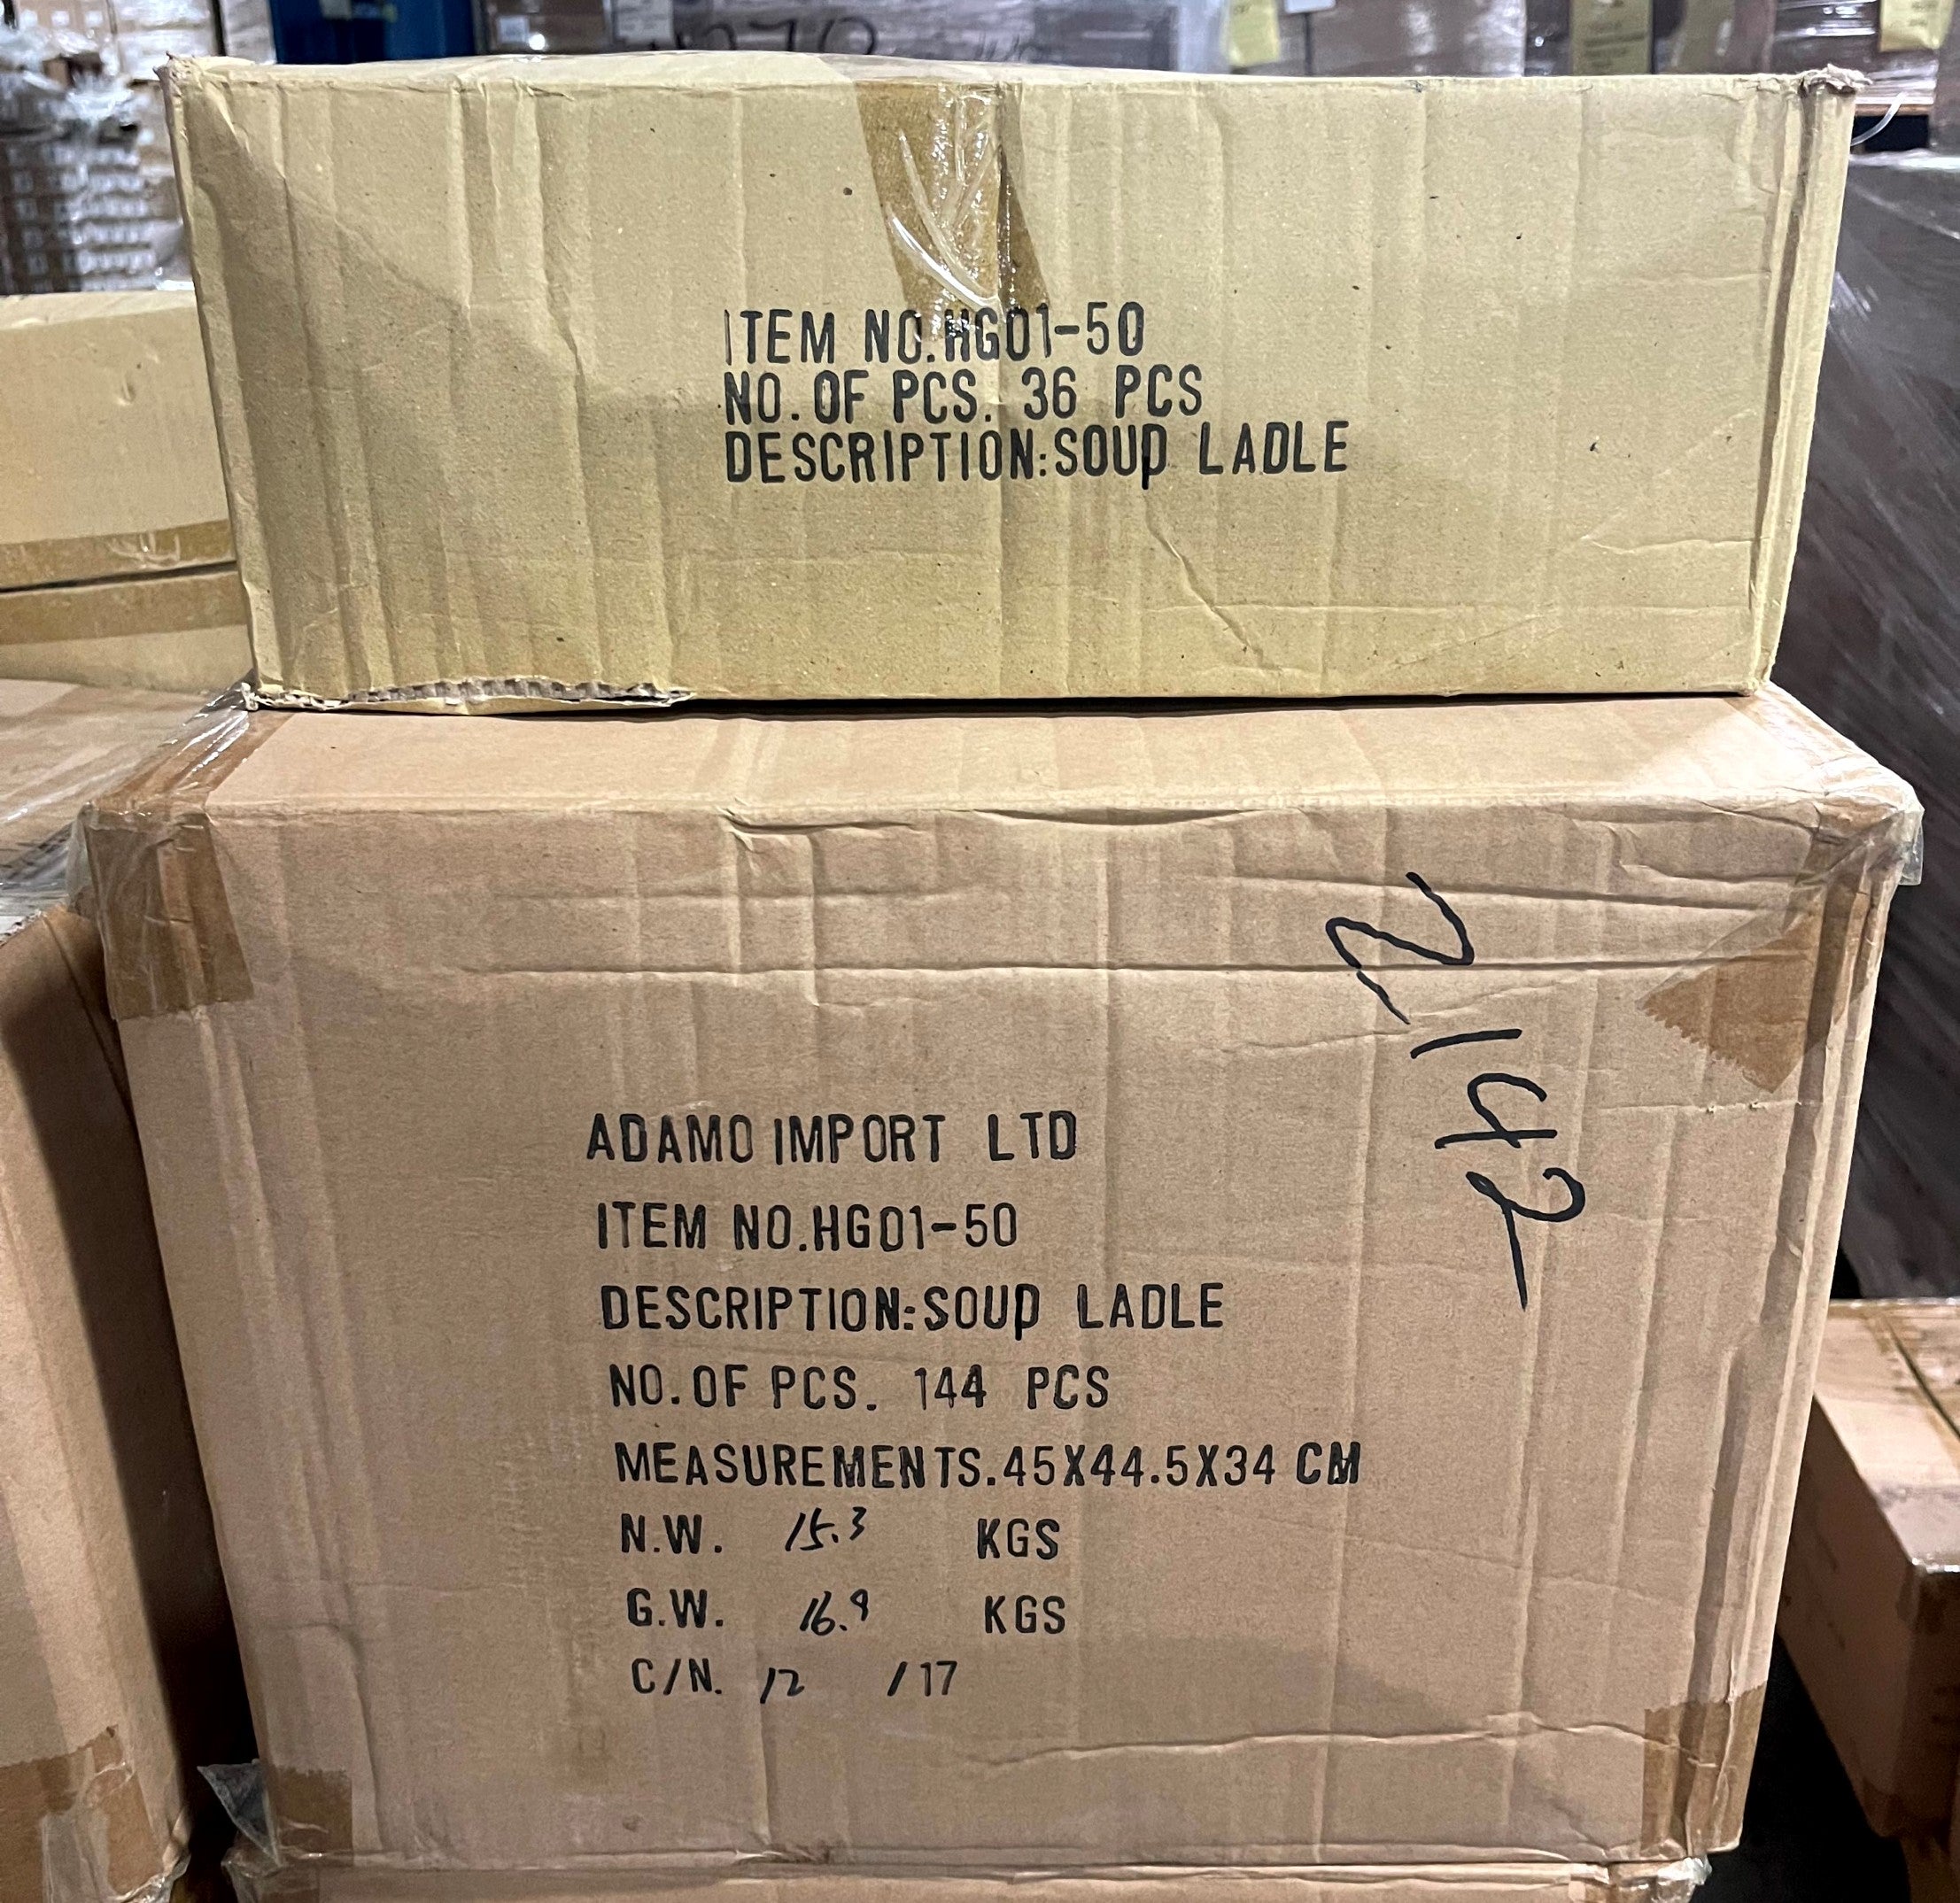 ITEM NO.HG01-50
NO.OF PCS. 36 PCS
DESCRIPTION:SOUP LADLE
2142
ADAMO IMPORT LTD
ITEM NO.HG01-50
DESCRIPTION:SOUP LADLE
NO.OF PCS. 144 PCS
MEASUREMENTS.45X44.5X34 CM
N.W. 15.3 KGS
G.W. 16.9 KGS
C/N. 12 /17